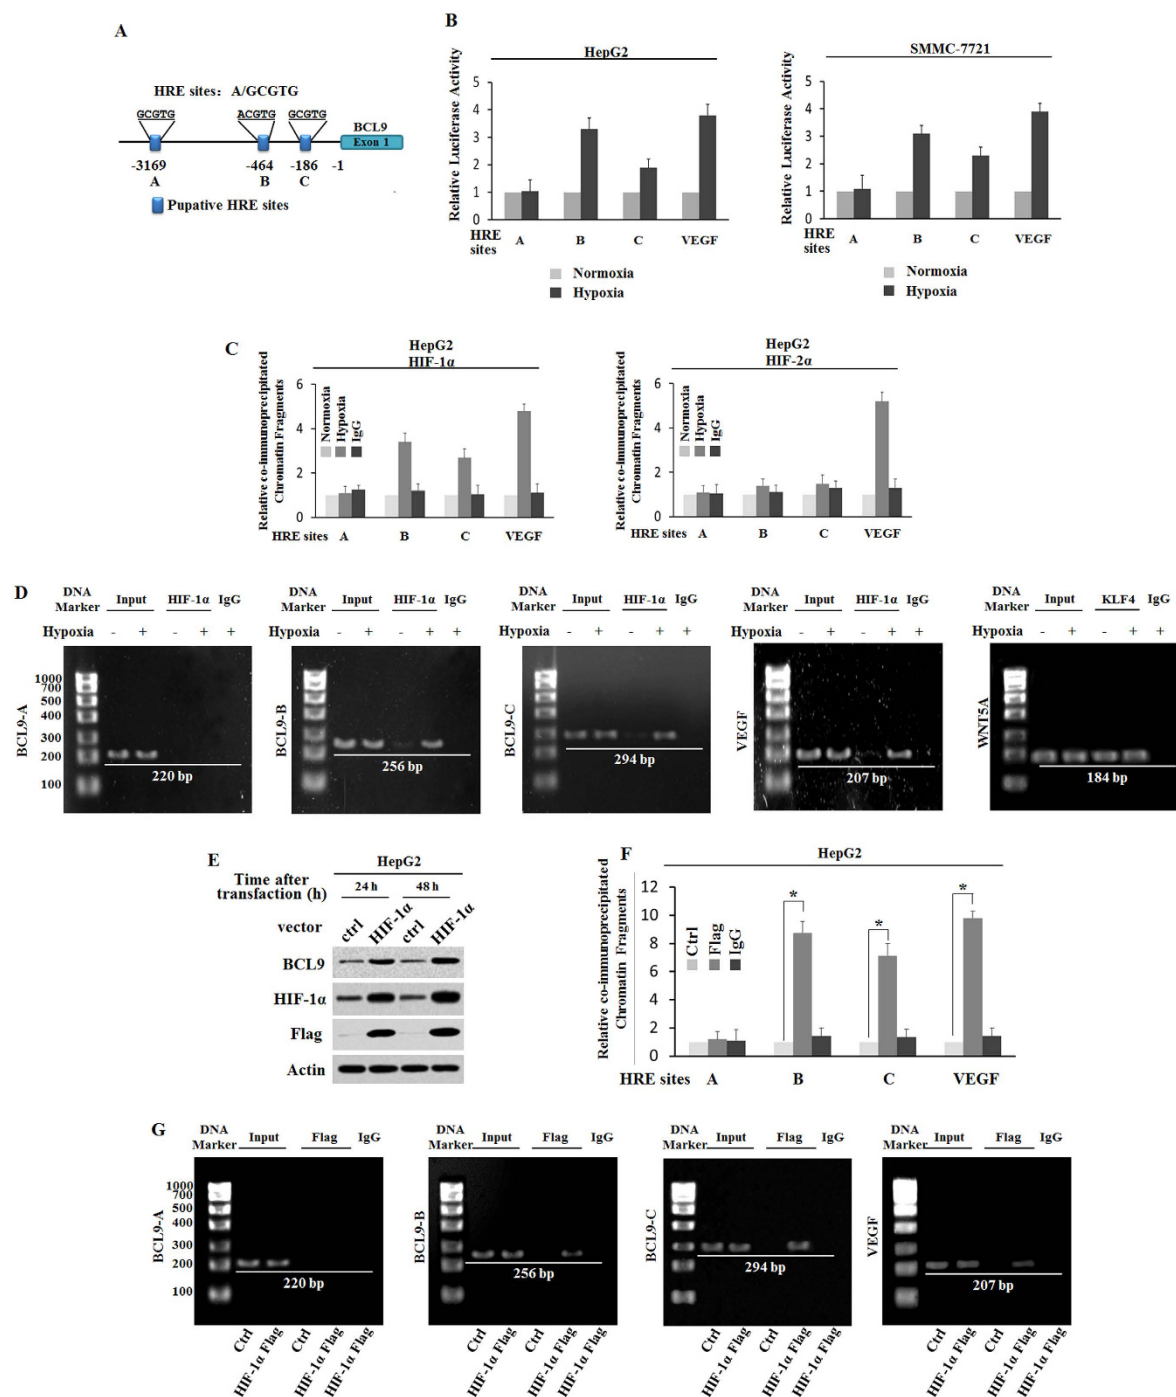 A
HRE sites: A/GCGTG
GCGTG ACGTG GCGTG
BCL9
Exon 1
-3169 -464 -186 -1
A B C
Pupative HRE sites
B
HepG2
Relative Luciferase Activity
5
4
3
2
1
0
HRE sites A B C VEGF
Normoxia
Hypoxia
SMMC-7721
Relative Luciferase Activity
5
4
3
2
1
0
HRE sites A B C VEGF
Normoxia
Hypoxia
C
HepG2
HIF-1α
Relative co-immunoprecipitated
Chromatin Fragments
6
4
2
0
Normoxia
Hypoxia
IgG
HRE sites A B C VEGF
HepG2
HIF-2α
Relative co-immunoprecipitated
Chromatin Fragments
6
4
2
0
Normoxia
Hypoxia
IgG
HRE sites A B C VEGF
D
DNA
Marker Input HIF-1α IgG
Hypoxia - + - + +
BCL9-A
1000
700
500
400
300
200
100
220 bp
DNA
Marker Input HIF-1α IgG
- + - + +
BCL9-B
256 bp
DNA
Marker Input HIF-1α IgG
Hypoxia - + - + +
BCL9-C
294 bp
DNA
Marker Input HIF-1α IgG
Hypoxia - + - + +
VEGF
207 bp
DNA
Marker Input KLF4 IgG
Hypoxia - + - + +
WNT5A
184 bp
E
HepG2
Time after
transfaction (h) 24 h 48 h
vector ctrl HIF-1α ctrl HIF-1α
BCL9
HIF-1α
Flag
Actin
F
HepG2
Relative co-immunoprecipitated
Chromatin Fragments
12
10
8
6
4
2
0
Ctrl
Flag
IgG
* * *
HRE sites A B C VEGF
G
DNA
Marker Input Flag IgG
BCL9-A
1000
700
500
400
300
200
100
220 bp
Ctrl HIF-1α Flag Ctrl HIF-1α Flag HIF-1α Flag
DNA
Marker Input Flag IgG
BCL9-B
256 bp
Ctrl HIF-1α Flag Ctrl HIF-1α Flag HIF-1α Flag
DNA
Marker Input Flag IgG
BCL9-C
294 bp
Ctrl HIF-1α Flag Ctrl HIF-1α Flag HIF-1α Flag
DNA
Marker Input Flag IgG
VEGF
207 bp
Ctrl HIF-1α Flag Ctrl HIF-1α Flag HIF-1α Flag